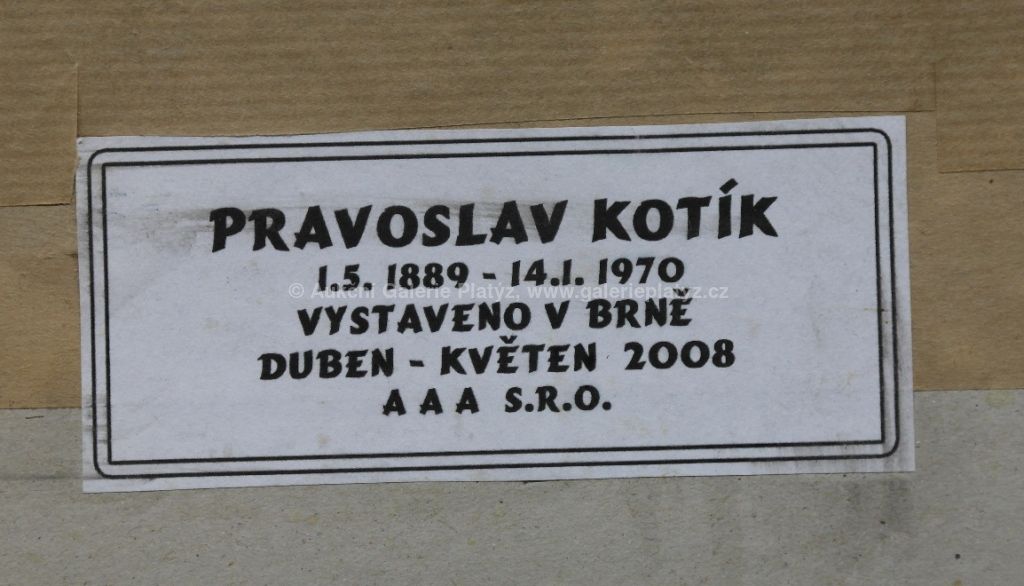 PRAVOSLAV KOTÍK
1.5. 1889 - 14.1. 1970
© Aukční Galerie Platýz, www.galerieplatyz.cz
VYSTAVENO V BRNĚ
DUBEN - KVĚTEN 2008
A A A S.R.O.